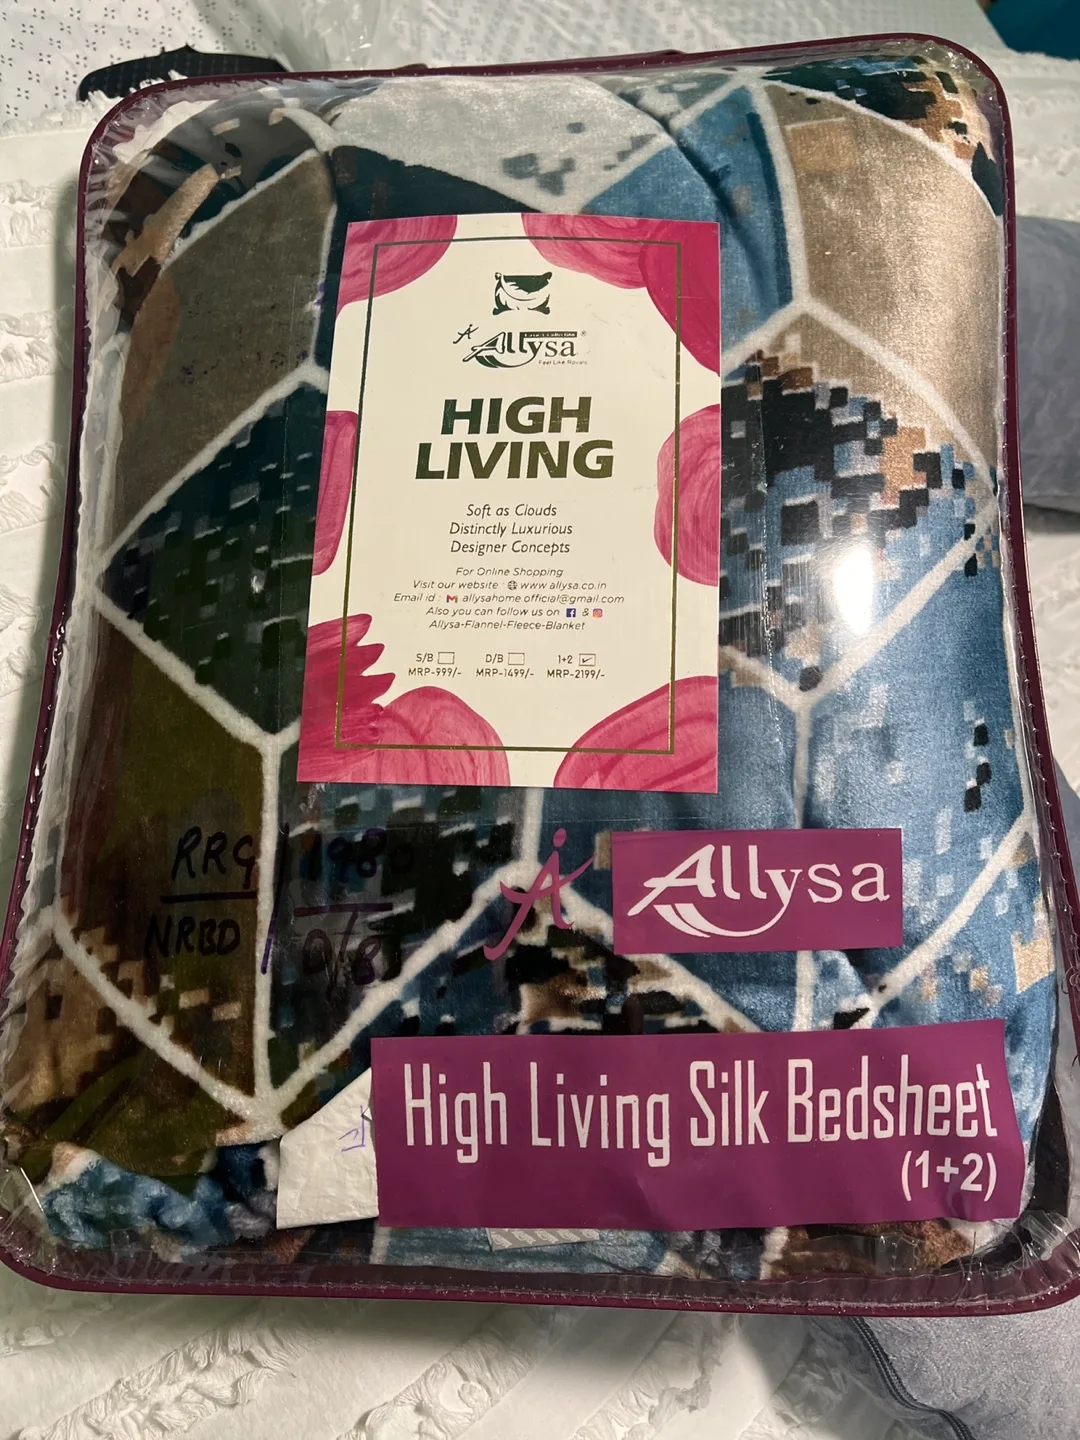 Allysa
Feel Like Royals
HIGH
LIVING
Soft as Clouds
Distinctly Luxurious
Designer Concepts
For Online Shopping
Visit our website : www.allysa.co.in
Email id : allysahome.official@gmail.com
Also you can follow us on &
Allysa-Flannel-Fleece-Blanket
S/B D/B 1+2
MRP-999/- MRP-1499/- MRP-2199/-
NRBD
Allysa
High Living Silk Bedsheet
(1+2)